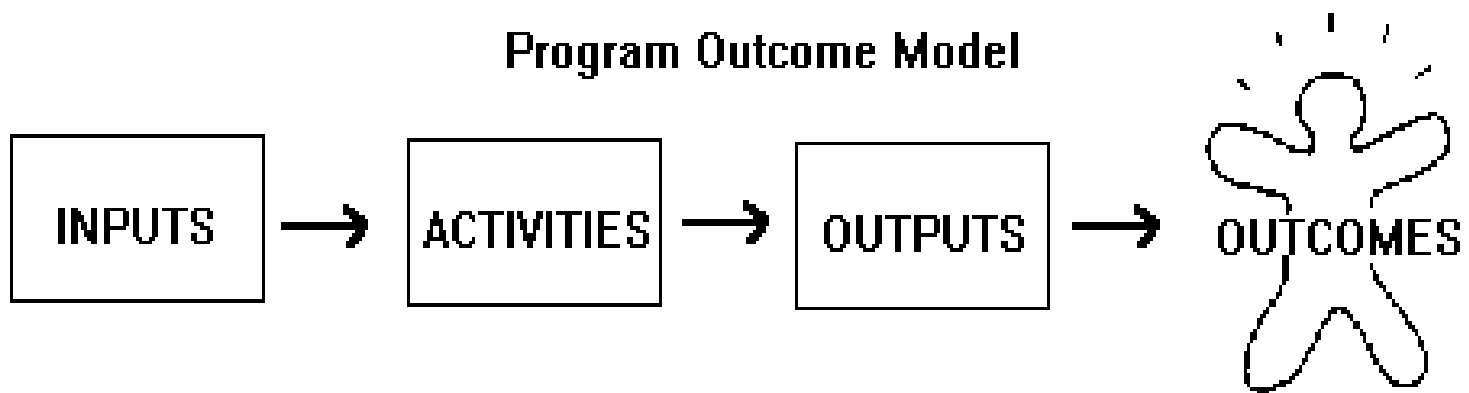 Program Outcome Model
INPUTS
ACTIVITIES
OUTPUTS
OUTCOMES